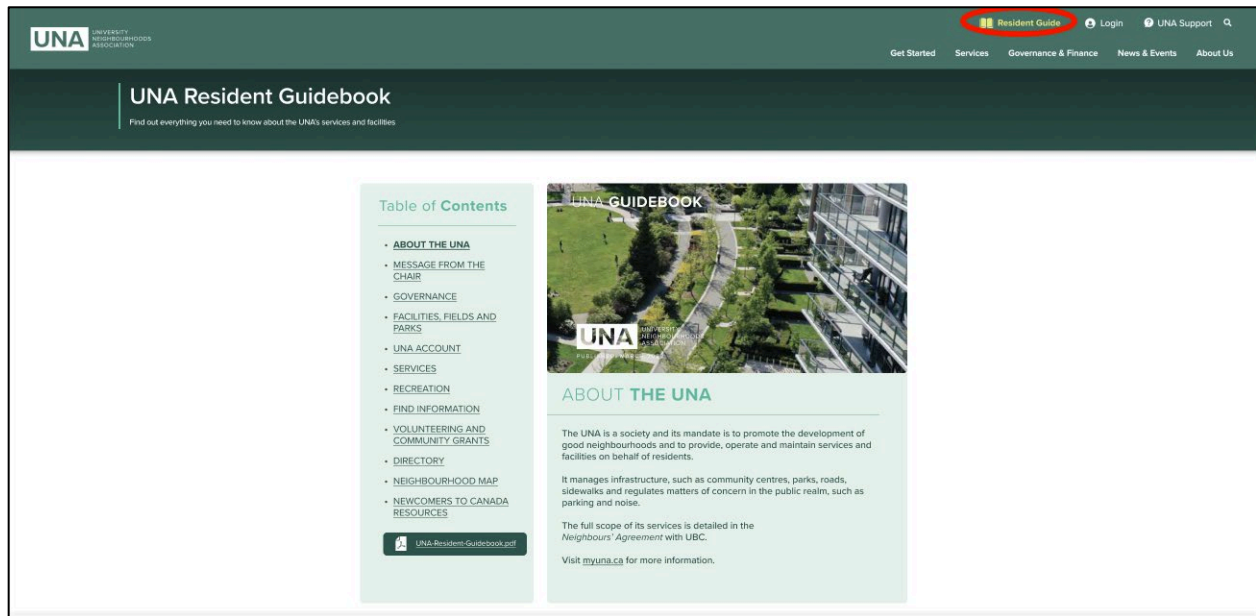 UNA
UNIVERSITY
NEIGHBOURHOODS
ASSOCIATION
Resident Guide
Login
UNA Support
Get Started
Services
Governance & Finance
News & Events
About Us
UNA Resident Guidebook
Find out everything you need to know about the UNA's services and facilities
Table of Contents
ABOUT THE UNA
MESSAGE FROM THE
CHAIR
GOVERNANCE
FACILITIES, FIELDS AND
PARKS
UNA ACCOUNT
SERVICES
RECREATION
FIND INFORMATION
VOLUNTEERING AND
COMMUNITY GRANTS
DIRECTORY
NEIGHBOURHOOD MAP
NEWCOMERS TO CANADA
RESOURCES
UNA-Resident-Guidebook.pdf
UNA GUIDEBOOK
UNA
UNIVERSITY
NEIGHBOURHOODS
ASSOCIATION
ABOUT THE UNA
The UNA is a society and its mandate is to promote the development of
good neighbourhoods and to provide, operate and maintain services and
facilities on behalf of residents.
It manages infrastructure, such as community centres, parks, roads,
sidewalks and regulates matters of concern in the public realm, such as
parking and noise.
The full scope of its services is detailed in the
Neighbours' Agreement with UBC.
Visit myuna.ca for more information.